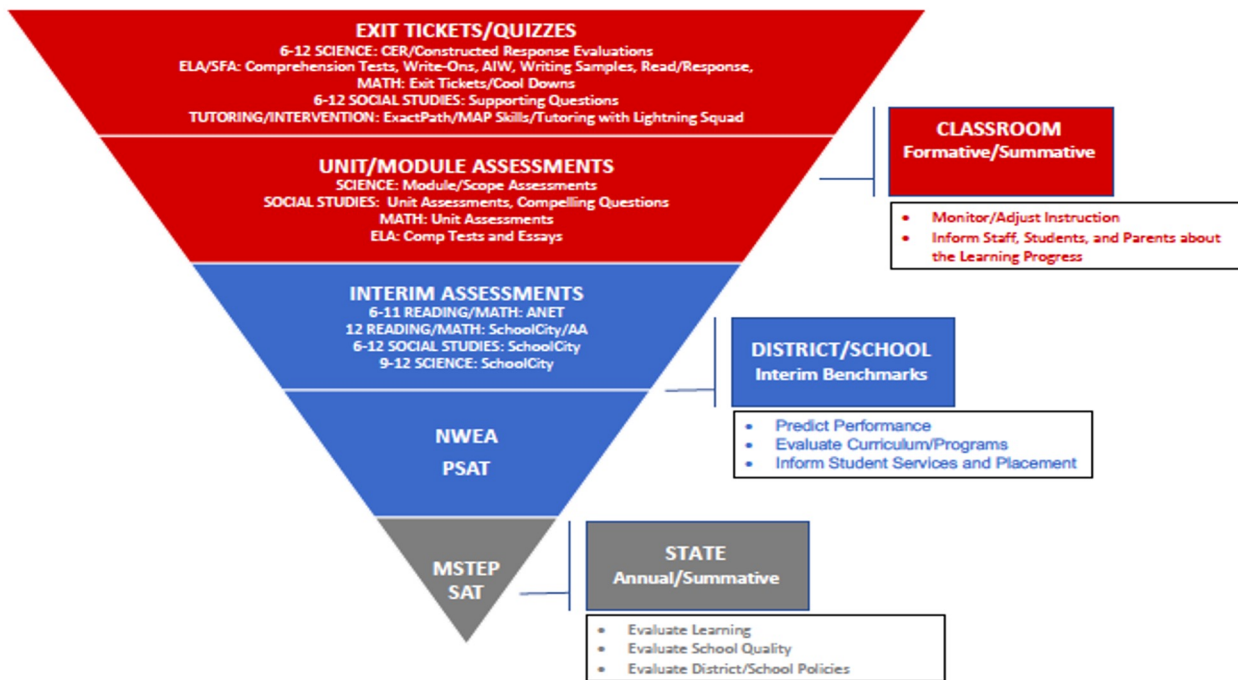 EXIT TICKETS/QUIZZES
6-12 SCIENCE: CER/Constructed Response Evaluations
ELA/SFA: Comprehension Tests, Write-Ons, AIW, Writing Samples, Read/Response,
MATH: Exit Tickets/Cool Downs
6-12 SOCIAL STUDIES: Supporting Questions
TUTORING/INTERVENTION: ExactPath/MAP Skills/Tutoring with Lightning Squad
UNIT/MODULE ASSESSMENTS
SCIENCE: Module/Scope Assessments
SOCIAL STUDIES: Unit Assessments, Compelling Questions
MATH: Unit Assessments
ELA: Comp Tests and Essays
CLASSROOM
Formative/Summative
• Monitor/Adjust Instruction
• Inform Staff, Students, and Parents about
the Learning Progress
INTERIM ASSESSMENTS
6-11 READING/MATH: ANET
12 READING/MATH: SchoolCity/AA
6-12 SOCIAL STUDIES: SchoolCity
9-12 SCIENCE: SchoolCity
NWEA
PSAT
DISTRICT/SCHOOL
Interim Benchmarks
• Predict Performance
• Evaluate Curriculum/Programs
• Inform Student Services and Placement
MSTEP
SAT
STATE
Annual/Summative
• Evaluate Learning
• Evaluate School Quality
• Evaluate District/School Policies